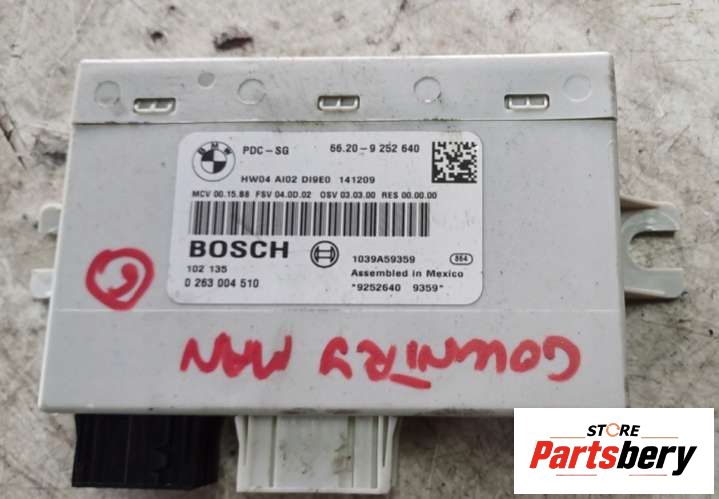 BMW
PDC-SG 66.20-9 252 640
HW04 AI02 DI9E0 141209
MCV 00.15.88 FSV 04.0D.02 OSV 03.03.00 RES 00.00.00
BOSCH 1039A59359 864
102 135 Assembled in Mexico
0 263 004 510 *9252640 9359*
COUNTRY MAN
STORE
Partsbery